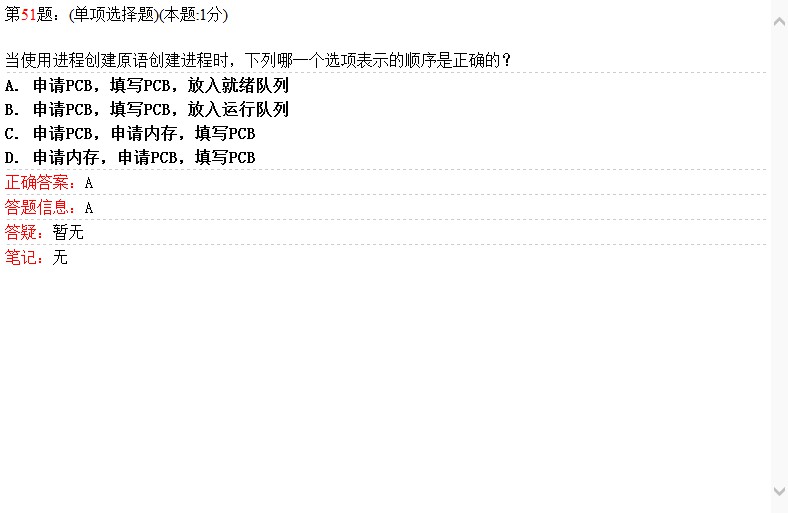 第51题：(单项选择题)(本题:1分)
当使用进程创建原语创建进程时，下列哪一个选项表示的顺序是正确的？
A. 申请PCB，填写PCB，放入就绪队列
B. 申请PCB，填写PCB，放入运行队列
C. 申请PCB，申请内存，填写PCB
D. 申请内存，申请PCB，填写PCB
正确答案：A
答题信息：A
答疑：暂无
笔记：无